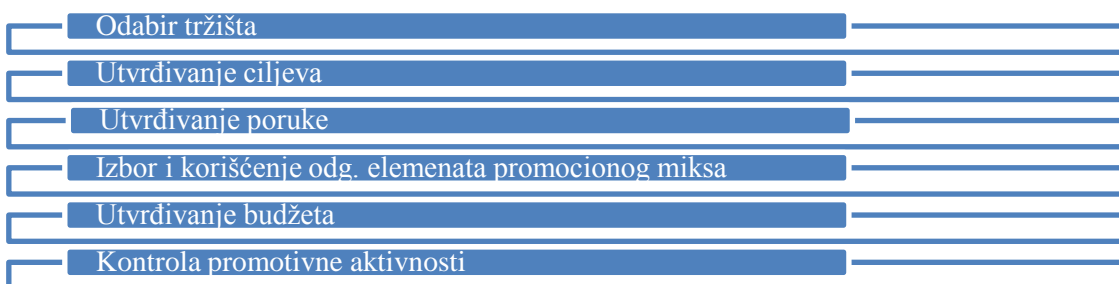 Odabir tržišta
Utvrđivanje ciljeva
Utvrđivanje poruke
Izbor i korišćenje odg. elemenata promocionog miksa
Utvrđivanje budžeta
Kontrola promotivne aktivnosti